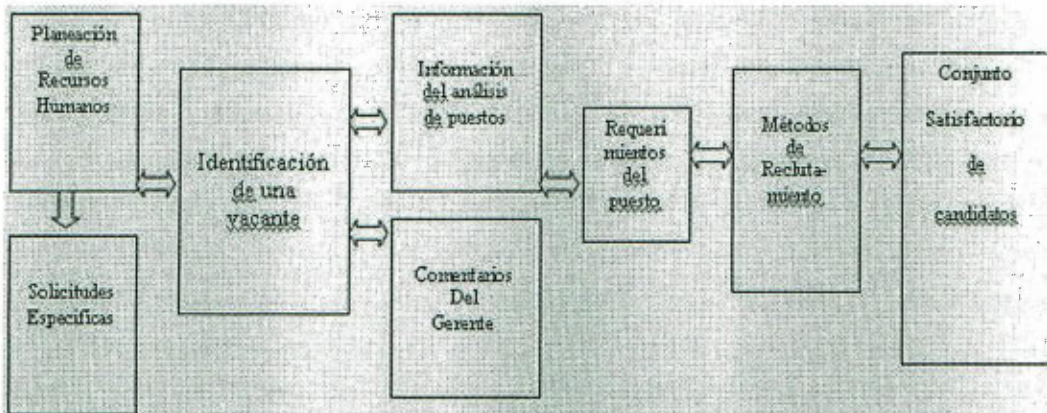 Planeación
de
Recursos
Humanos
Solicitudes
Especificas
Identificación
de una
vacante
Información
del análisis
de puestos
Comentarios
Del
Gerente
Requeri
mientos
del
puesto
Métodos
de
Recluta-
miento
Conjunto
Satisfactorio
de
candidatos